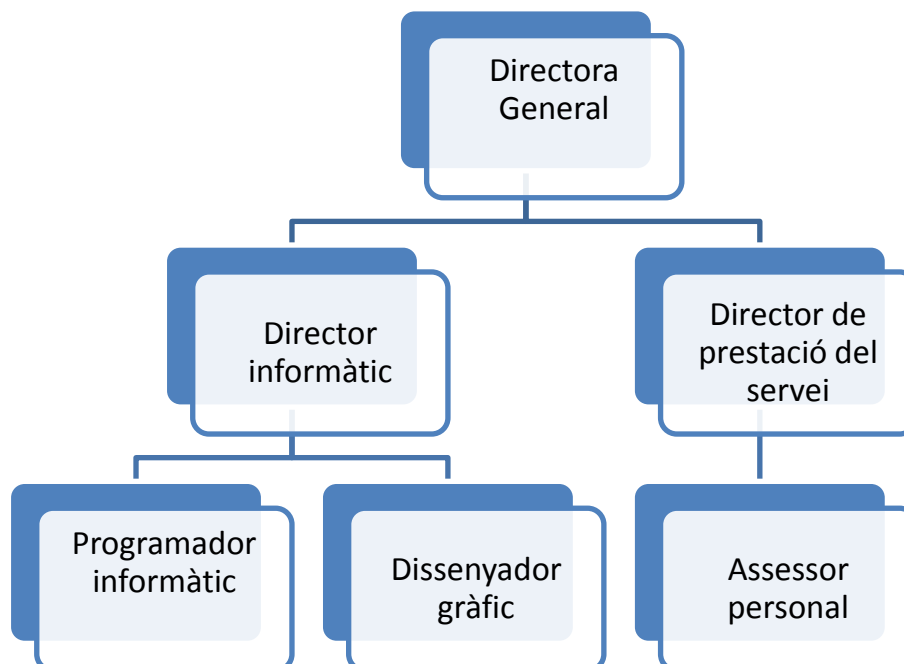 Directora
General
Director
informàtic
Director de
prestació del
servei
Programador
informàtic
Dissenyador
gràfic
Assessor
personal